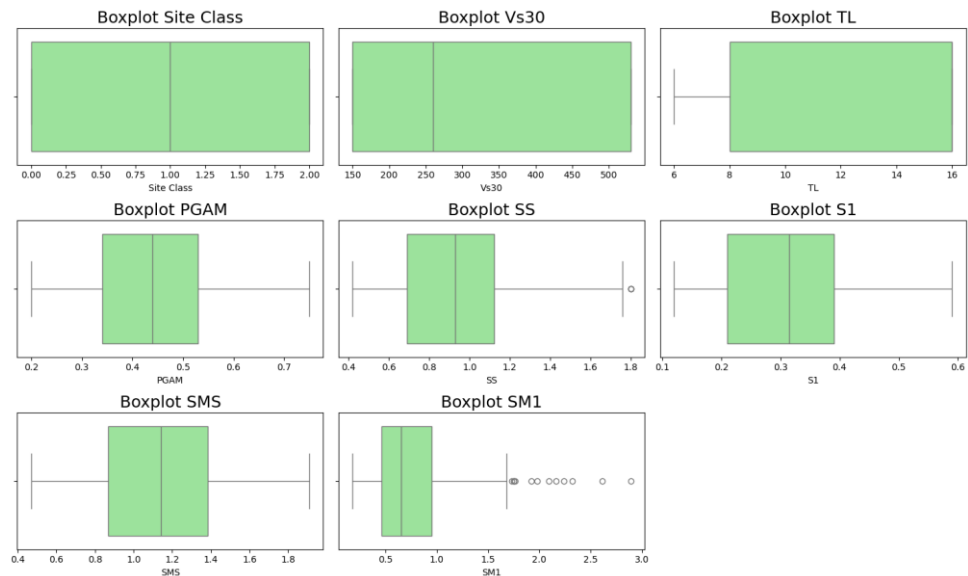 Boxplot Site Class
0.00 0.25 0.50 0.75 1.00 1.25 1.50 1.75 2.00
Site Class
Boxplot Vs30
150 200 250 300 350 400 450 500
Vs30
Boxplot TL
6 8 10 12 14 16
TL
Boxplot PGAM
0.2 0.3 0.4 0.5 0.6 0.7
PGAM
Boxplot SS
0.4 0.6 0.8 1.0 1.2 1.4 1.6 1.8
SS
Boxplot S1
0.1 0.2 0.3 0.4 0.5 0.6
S1
Boxplot SMS
0.4 0.6 0.8 1.0 1.2 1.4 1.6 1.8
SMS
Boxplot SM1
0.5 1.0 1.5 2.0 2.5 3.0
SM1